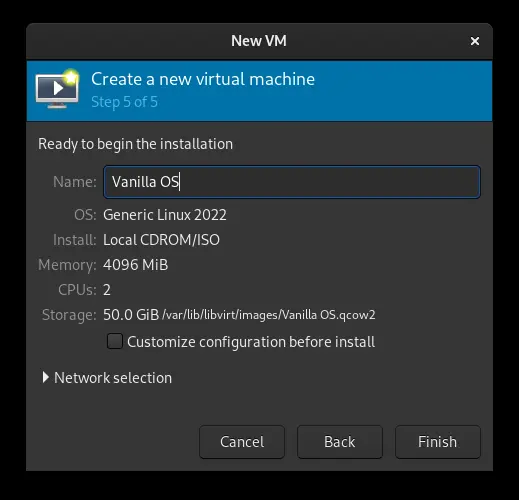 New VM
Create a new virtual machine
Step 5 of 5
Ready to begin the installation
Name: Vanilla OS
OS: Generic Linux 2022
Install: Local CDROM/ISO
Memory: 4096 MiB
CPUs: 2
Storage: 50.0 GiB /var/lib/libvirt/images/Vanilla OS.qcow2
Customize configuration before install
Network selection
Cancel Back Finish